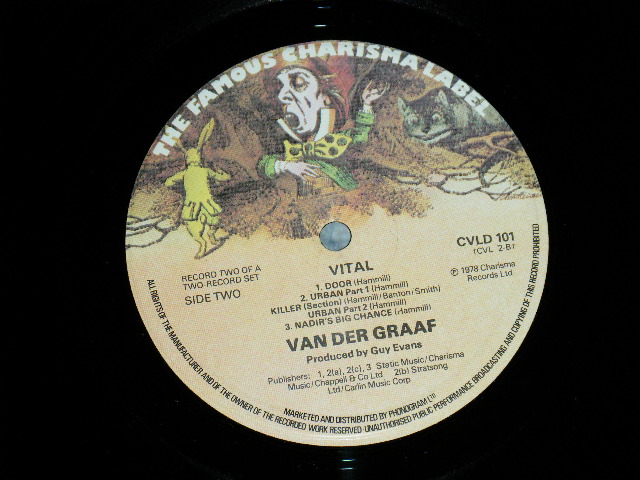 THE FAMOUS CHARISMA LABEL
CVLD 101
(CVL 2-B)
VITAL
RECORD TWO OF A
TWO-RECORD SET
SIDE TWO
℗ 1978 Charisma
Records Ltd
1. DOOR (Hammill)
2. URBAN Part 1 (Hammill)
KILLER (Section) (Hammill/Banton/Smith)
URBAN Part 2 (Hammill)
3. NADIR'S BIG CHANCE (Hammill)
VAN DER GRAAF
Produced by Guy Evans
Publishers: 1, 2(a), 2(c), 3 Static Music/Charisma
Music/Chappell & Co Ltd 2(b) Stratsong
Ltd/Carlin Music Corp
MARKETED AND DISTRIBUTED BY PHONOGRAM LTD
ALL RIGHTS OF THE MANUFACTURER AND OF THE OWNER OF THE RECORDED WORK RESERVED UNAUTHORISED PUBLIC PERFORMANCE BROADCASTING AND COPYING OF THIS RECORD PROHIBITED